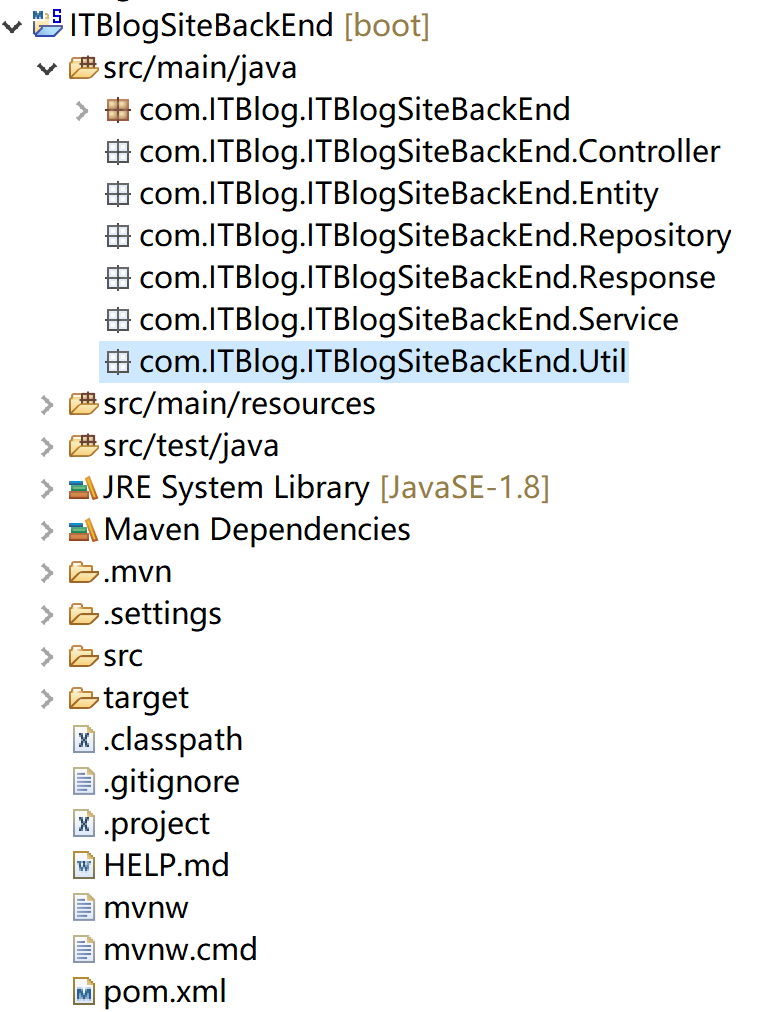 ITBlogSiteBackEnd [boot]
src/main/java
com.ITBlog.ITBlogSiteBackEnd
com.ITBlog.ITBlogSiteBackEnd.Controller
com.ITBlog.ITBlogSiteBackEnd.Entity
com.ITBlog.ITBlogSiteBackEnd.Repository
com.ITBlog.ITBlogSiteBackEnd.Response
com.ITBlog.ITBlogSiteBackEnd.Service
com.ITBlog.ITBlogSiteBackEnd.Util
src/main/resources
src/test/java
JRE System Library [JavaSE-1.8]
Maven Dependencies
.mvn
.settings
src
target
.classpath
.gitignore
.project
HELP.md
mvnw
mvnw.cmd
pom.xml